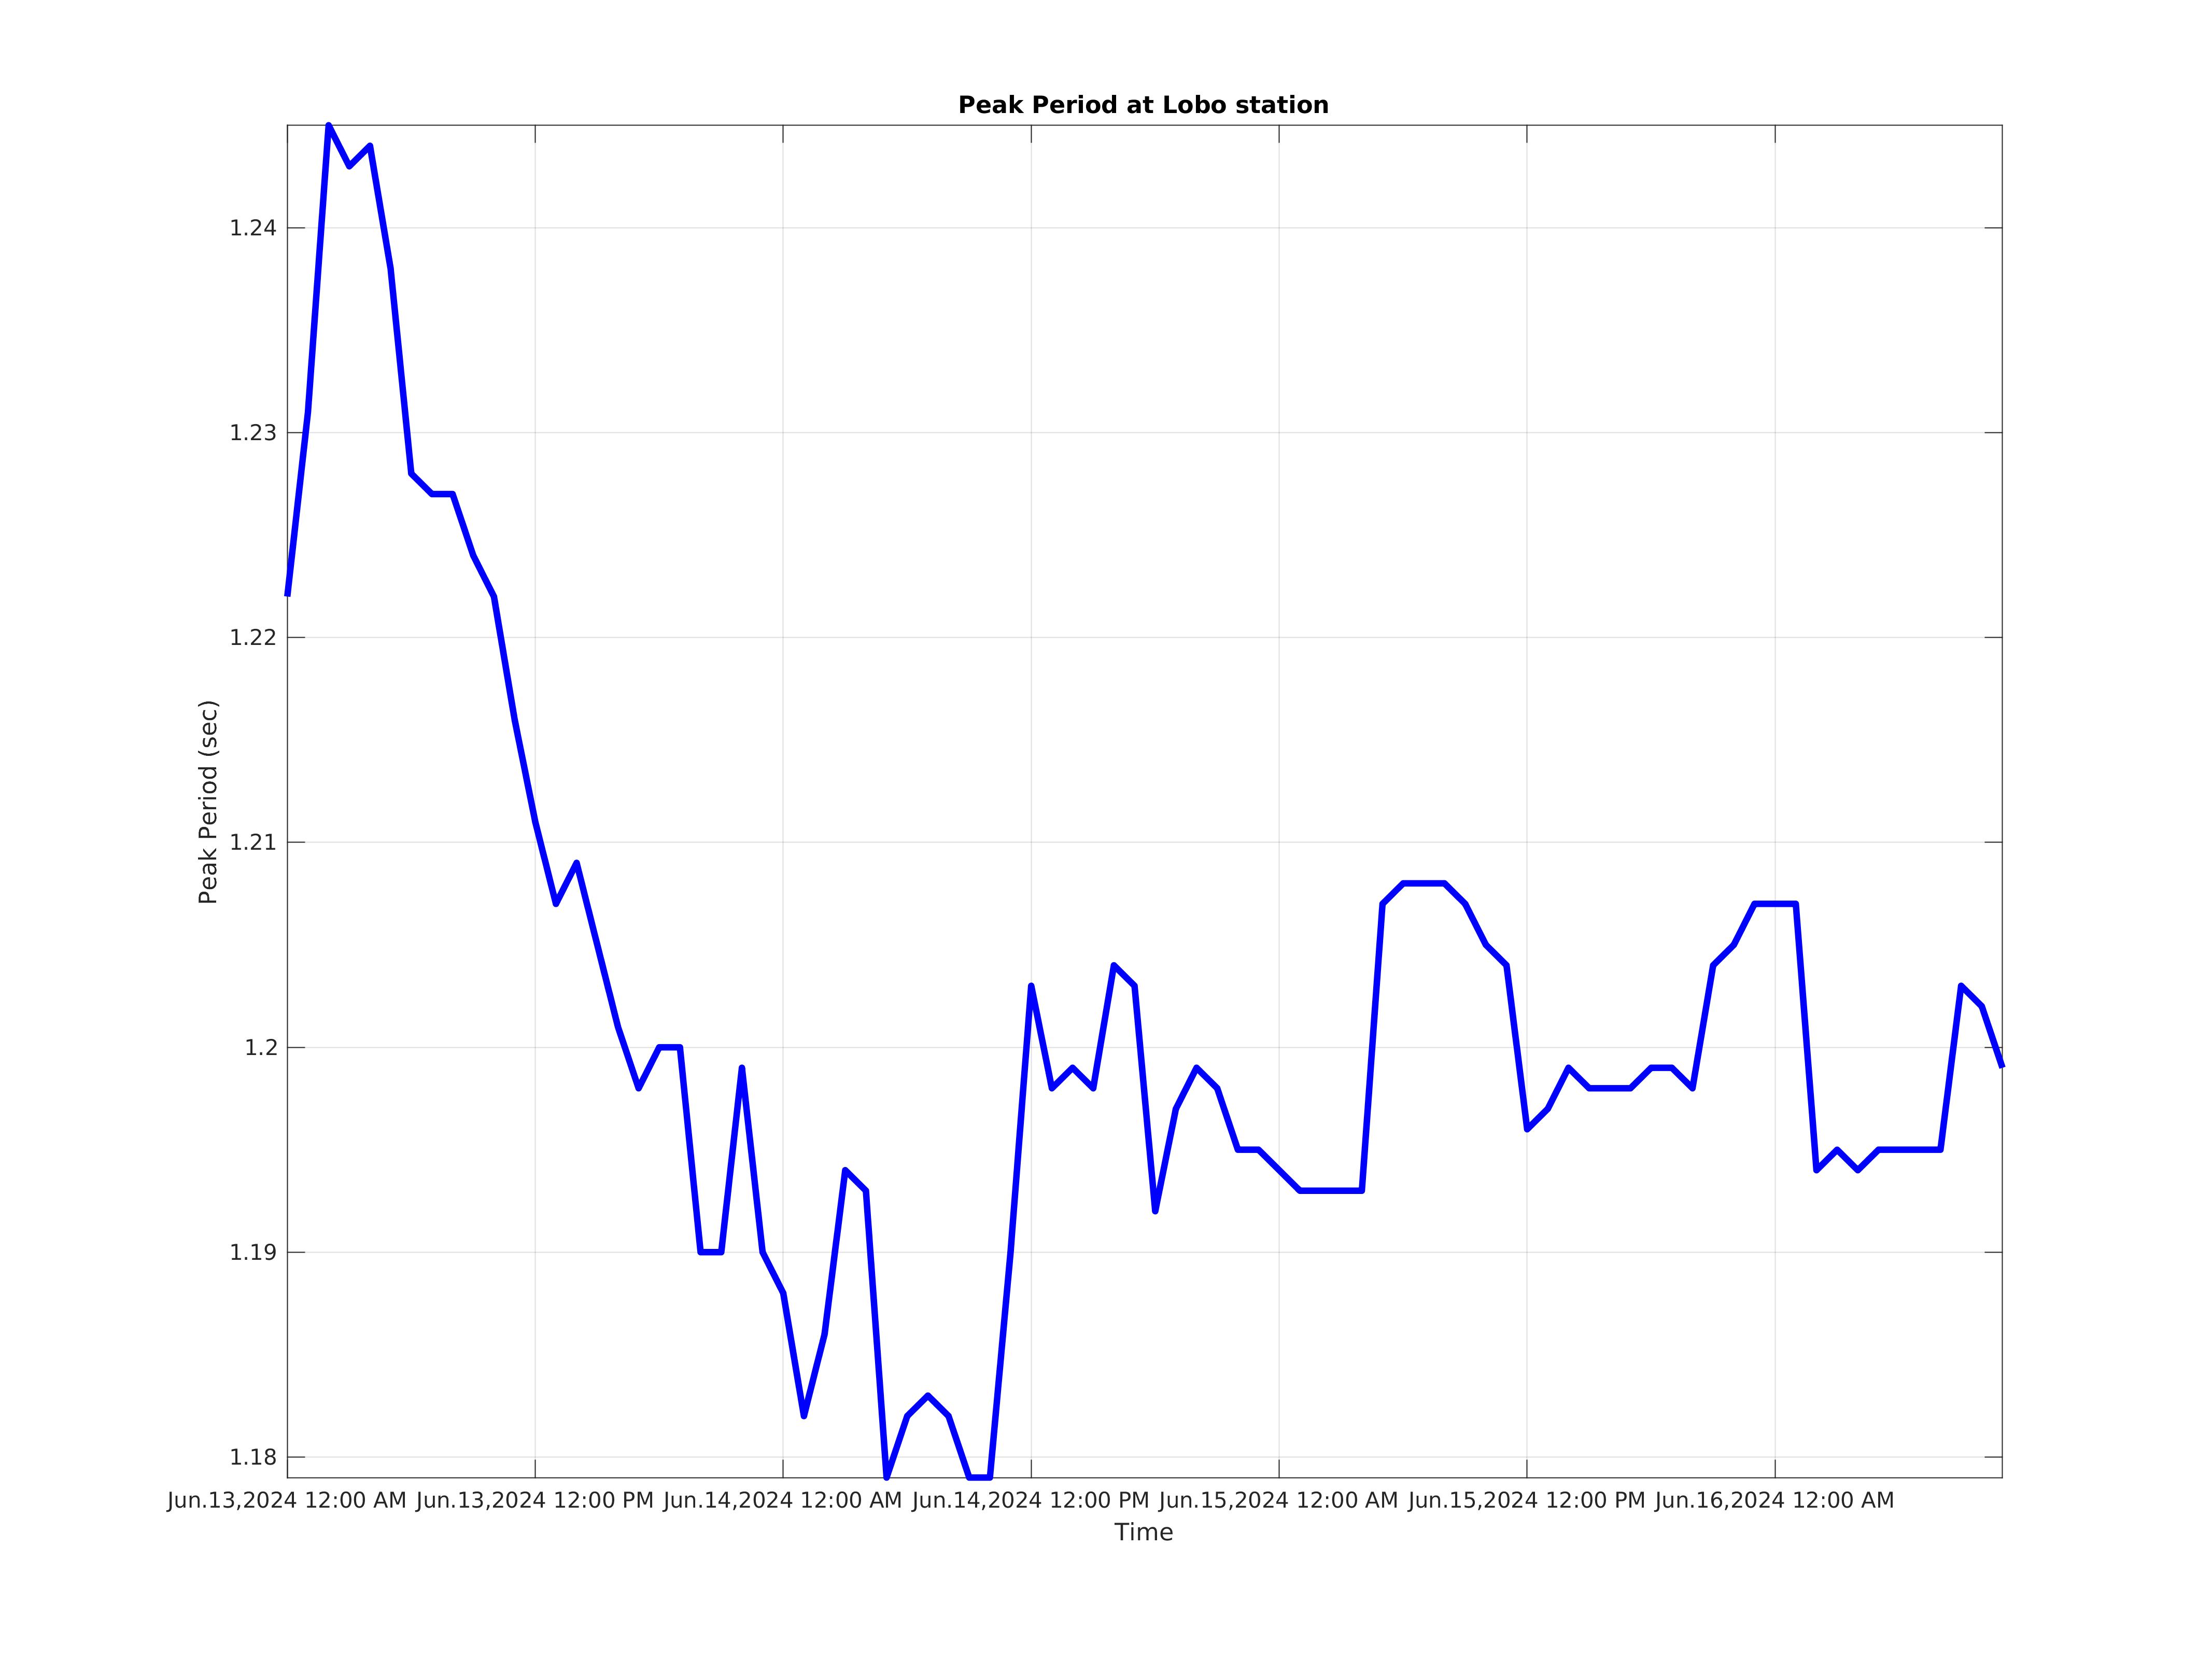 Peak Period at Lobo station
Peak Period (sec)
1.24
1.23
1.22
1.21
1.2
1.19
1.18
Jun.13,2024 12:00 AM Jun.13,2024 12:00 PM Jun.14,2024 12:00 AM Jun.14,2024 12:00 PM Jun.15,2024 12:00 AM Jun.15,2024 12:00 PM Jun.16,2024 12:00 AM
Time